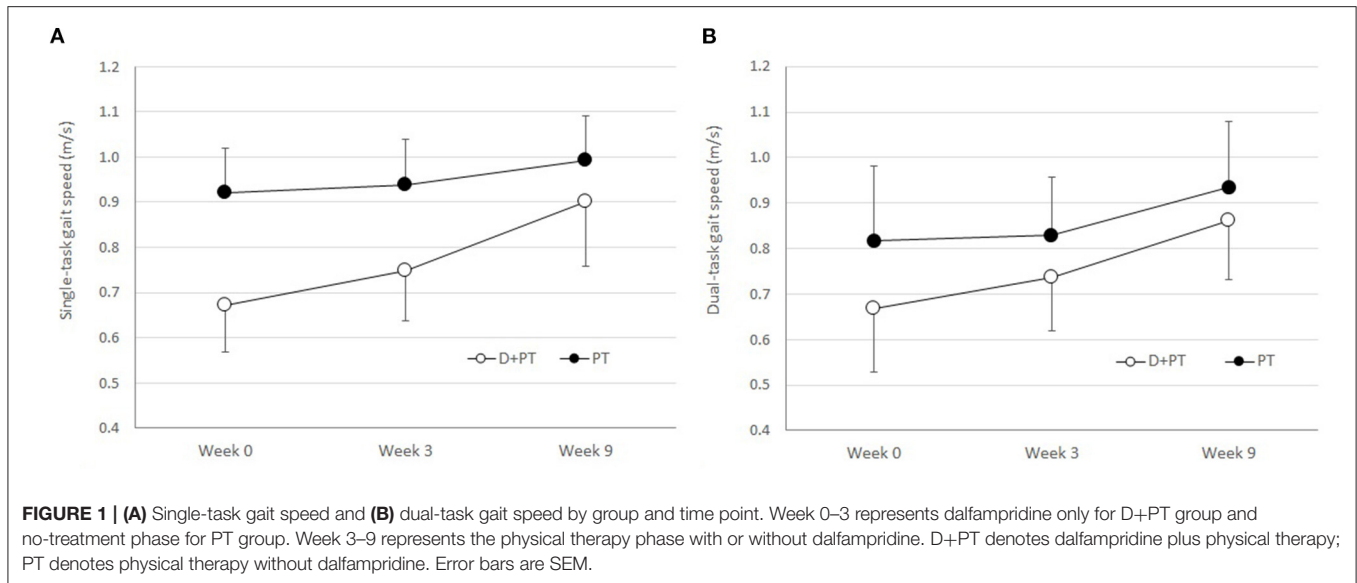 A
B
1.2
1.1
1.0
0.9
0.8
0.7
0.6
0.5
0.4
Single-taskgait speed (m/s)
D+PT
PT
Week 0
Week 3
Week 9
1.2
1.1
1.0
0.9
0.8
0.7
0.6
0.5
0.4
Dual-taskgait speed (m/s)
D+PT
PT
Week 0
Week 3
Week 9
FIGURE 1 | (A) Single-task gait speed and (B) dual-task gait speed by group and time point. Week 0–3 represents dalfampridine only for D+PT group and
no-treatment phase for PT group. Week 3–9 represents the physical therapy phase with or without dalfampridine. D+PT denotes dalfampridine plus physical therapy;
PT denotes physical therapy without dalfampridine. Error bars are SEM.